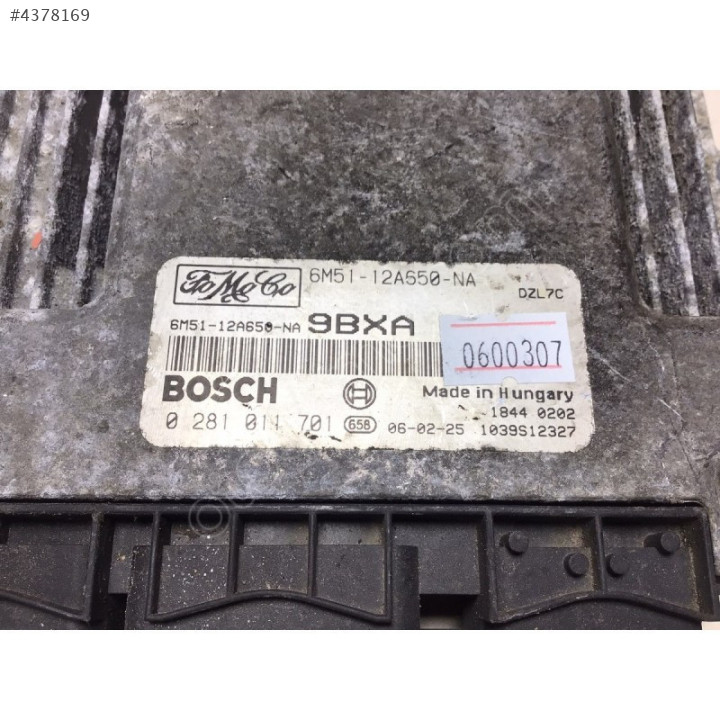 #4378169
FoMoCo
6M51-12A650-NA
DZL7C
6M51-12A650-NA 9BXA
0600307
BOSCH
Made in Hungary
1844 0202
0 281 011 701 658 06-02-25 1039S12327